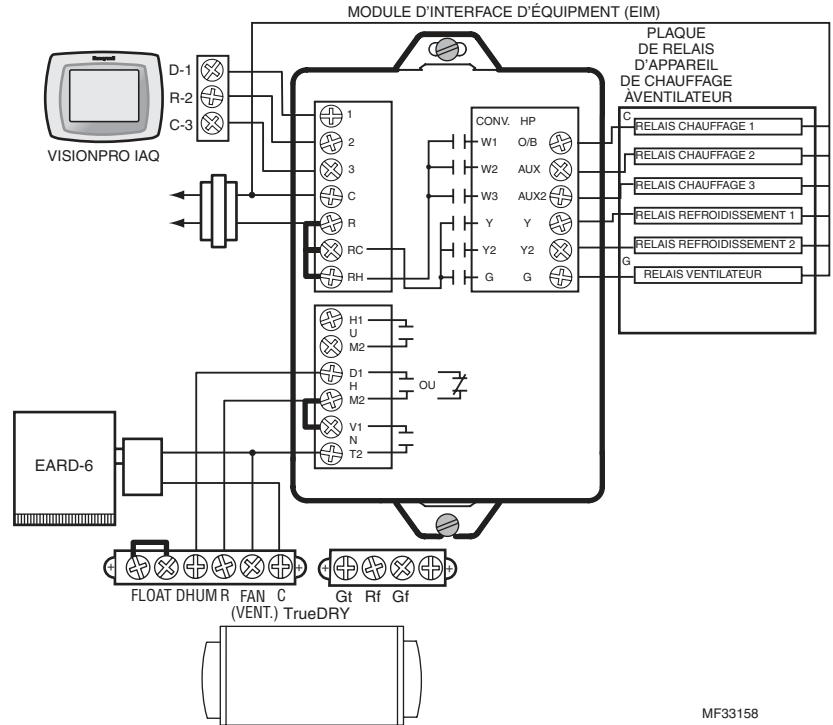 MODULE D'INTERFACE D'ÉQUIPMENT (EIM)
PLAQUE
DE RELAIS
D'APPAREIL
DE CHAUFFAGE
ÀVENTILATEUR
Honeywell
D-1
R-2
C-3
VISIONPRO IAQ
1
2
3
C
R
RC
RH
CONV. HP
W1 O/B
W2 AUX
W3 AUX2
Y Y
Y2 Y2
G G
C
RELAIS CHAUFFAGE 1
RELAIS CHAUFFAGE 2
RELAIS CHAUFFAGE 3
RELAIS REFROIDISSEMENT 1
RELAIS REFROIDISSEMENT 2
G
RELAIS VENTILATEUR
H1
U
M2
D1
H
M2
OU
V1
N
T2
EARD-6
FLOAT DHUM R FAN C
(VENT.) TrueDRY
Gt Rf Gf
MF33158